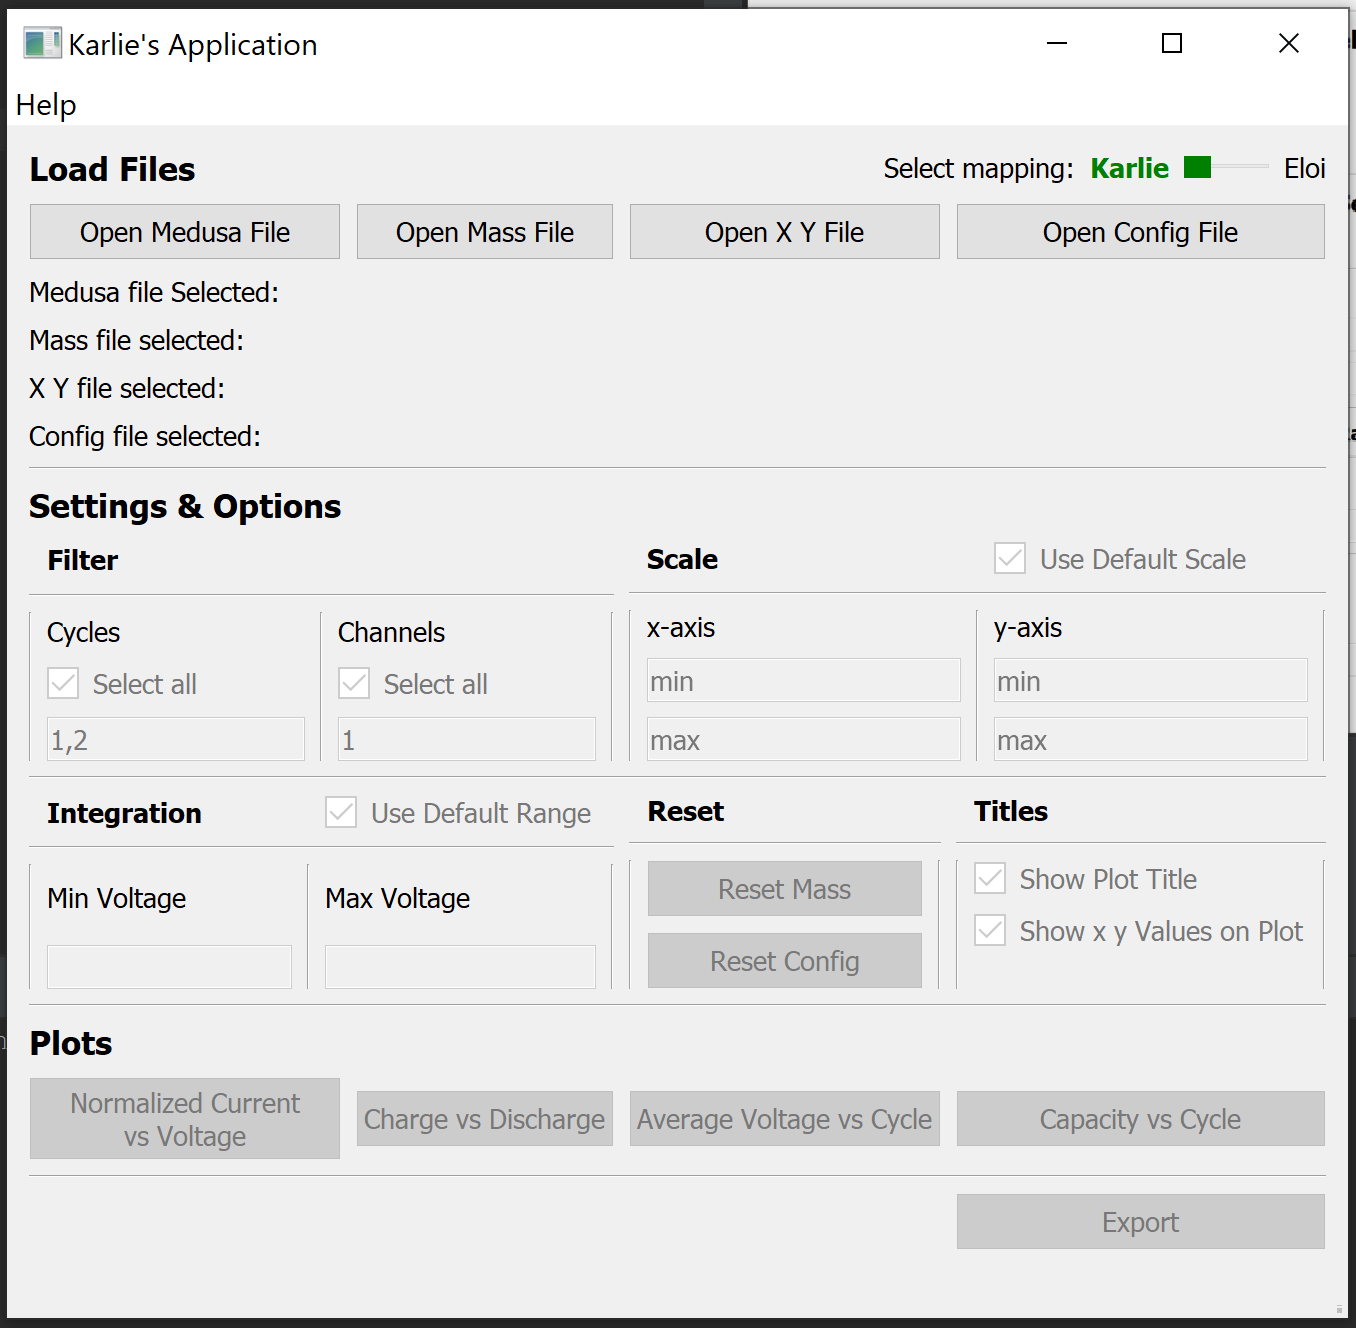 Karlie's Application
Help
Load Files
Select mapping: Karlie Eloi
Open Medusa File
Open Mass File
Open X Y File
Open Config File
Medusa file Selected:
Mass file selected:
X Y file selected:
Config file selected:
Settings & Options
Filter
Scale
Use Default Scale
Cycles
Channels
x-axis
y-axis
Select all
Select all
min
min
1,2
1
max
max
Integration
Use Default Range
Reset
Titles
Min Voltage
Max Voltage
Reset Mass
Show Plot Title
Reset Config
Show x y Values on Plot
Plots
Normalized Current
vs Voltage
Charge vs Discharge
Average Voltage vs Cycle
Capacity vs Cycle
Export